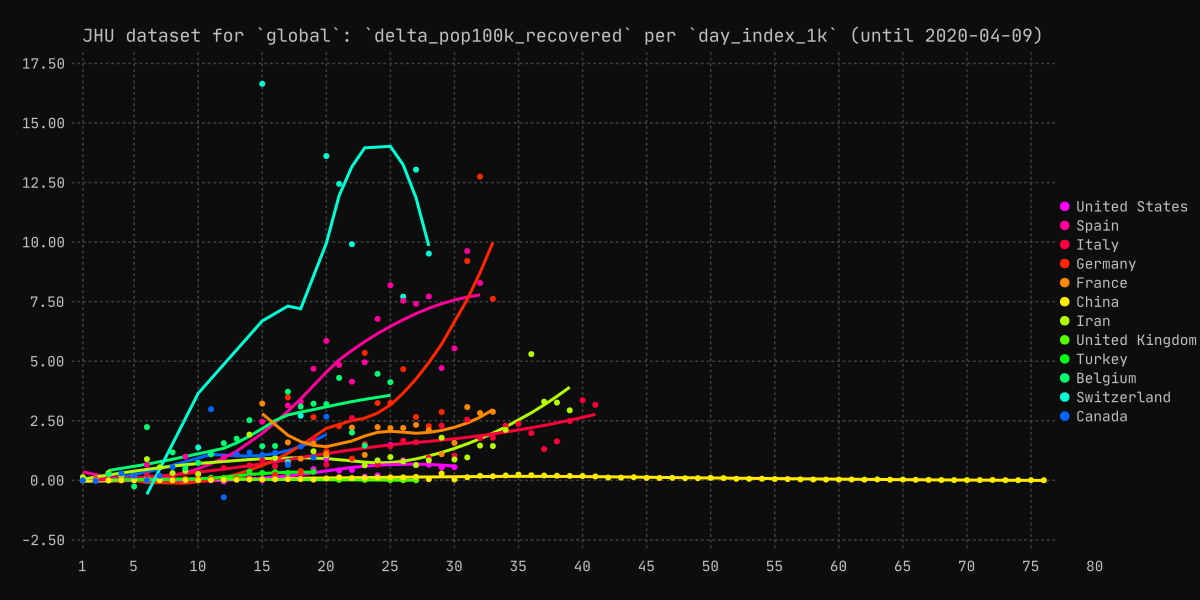 JHU dataset for `global`: `delta_pop100k_recovered` per `day_index_1k` (until 2020-04-09)
17.50
15.00
12.50
10.00
7.50
5.00
2.50
0.00
-2.50
1 5 10 15 20 25 30 35 40 45 50 55 60 65 70 75 80
United States
Spain
Italy
Germany
France
China
Iran
United Kingdom
Turkey
Belgium
Switzerland
Canada